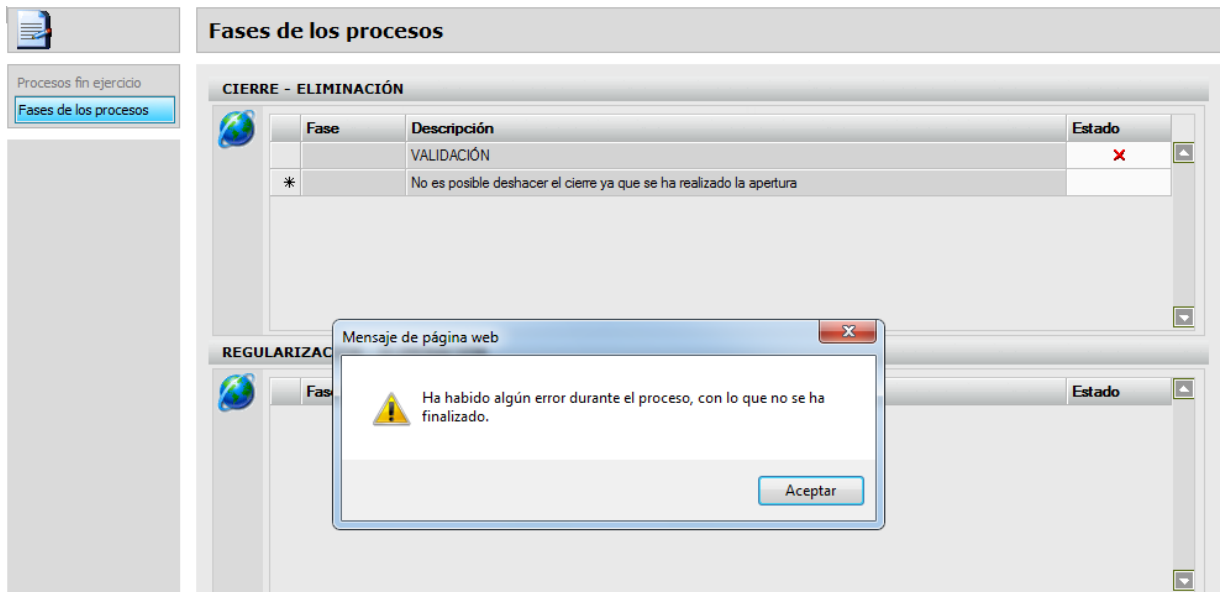 Fases de los procesos
Procesos fin ejercicio
Fases de los procesos
CIERRE - ELIMINACIÓN
Fase Descripción Estado
VALIDACIÓN
No es posible deshacer el cierre ya que se ha realizado la apertura
Mensaje de página web
REGULARIZAC
Fas Estado
Ha habido algún error durante el proceso, con lo que no se ha
finalizado.
Aceptar